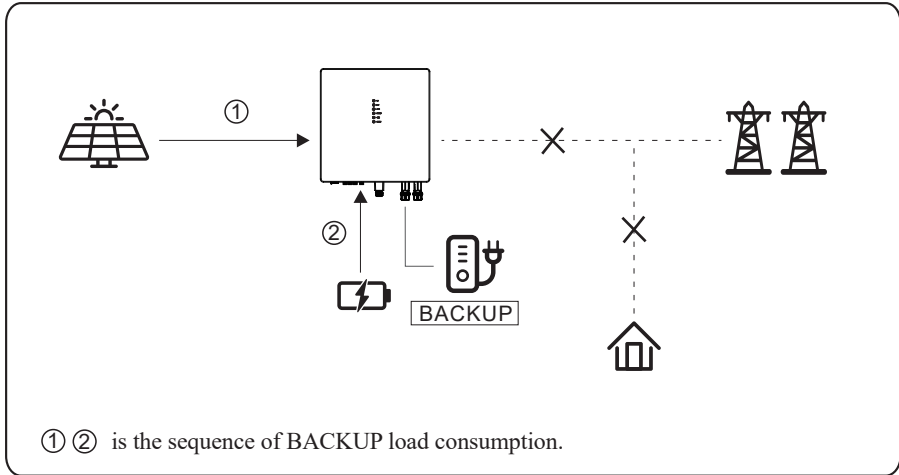 ①
②
BACKUP
① ② is the sequence of BACKUP load consumption.